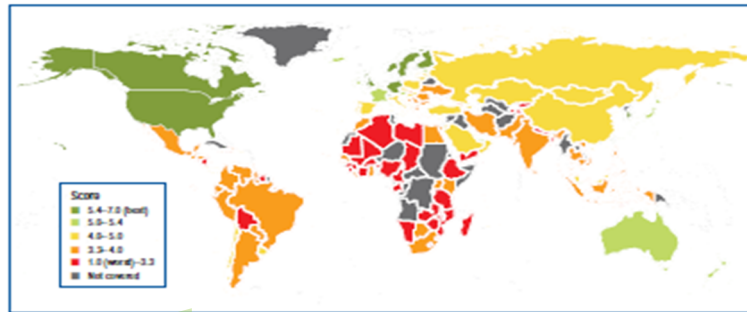 Score
5.4–7.0 (best)
5.0–5.4
4.0–5.0
3.3–4.0
1.0 (worst)–3.3
Not covered